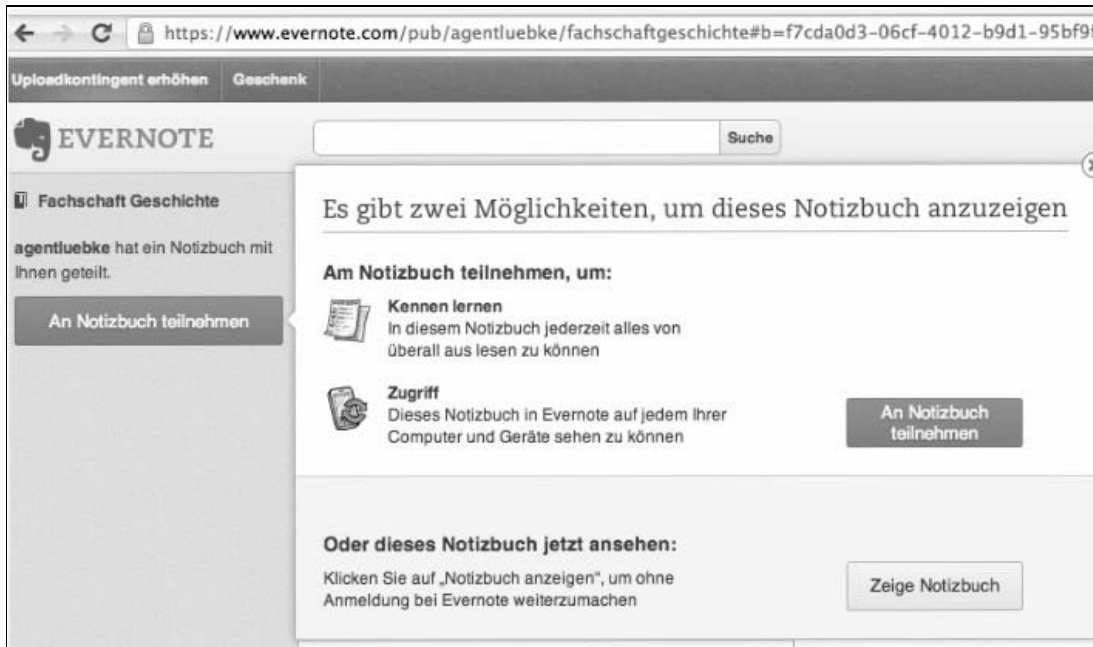 https://www.evernote.com/pub/agentluebke/fachschaftgeschichte#b=f7cda0d3-06cf-4012-b9d1-95bf9
Uploadkontingent erhöhen Geschenk
EVERNOTE
Suche
Fachschaft Geschichte
agentluebke hat ein Notizbuch mit
Ihnen geteilt.
An Notizbuch teilnehmen
Es gibt zwei Möglichkeiten, um dieses Notizbuch anzuzeigen
Am Notizbuch teilnehmen, um:
Kennen lernen
In diesem Notizbuch jederzeit alles von
überall aus lesen zu können
Zugriff
Dieses Notizbuch in Evernote auf jedem Ihrer
Computer und Geräte sehen zu können
An Notizbuch
teilnehmen
Oder dieses Notizbuch jetzt ansehen:
Klicken Sie auf „Notizbuch anzeigen“, um ohne
Anmeldung bei Evernote weiterzumachen
Zeige Notizbuch